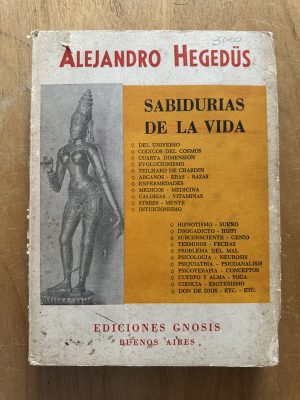 3000
ALEJANDRO HEGEDÜS
SABIDURIAS
DE LA VIDA
◇ DEL UNIVERSO
◇ CODICOS DEL COSMOS
◇ CUARTA DIMENSION
◇ EVOLUCIONISMO
◇ TEILHARD DE CHARDIN
◇ ARCANOS - ERAS - RAZAS
◇ ENFERMEDADES
◇ MEDICOS - MEDICINA
◇ CALORIAS - VITAMINAS
◇ STRESS - MENTE
◇ INTUICIONISMO
◇ HIPNOTISMO - SUEÑO
◇ DROGADICTO - HIPPI
◇ SUBCONSCIENTE - GENIO
◇ TERMINOS - FECHAS
◇ PROBLEMA DEL MAL
◇ PSICOLOGIA - NEUROSIS
◇ PSIQUIATRIA - PSICOANALISIS
◇ PSICOTERAPIA - CONCEPTOS
◇ CUERPO Y ALMA - YOGA
◇ CIENCIA - ESOTERISMO
◇ DON DE DIOS - ETC. - ETC.
EDICIONES GNOSIS
BUENOS AIRES